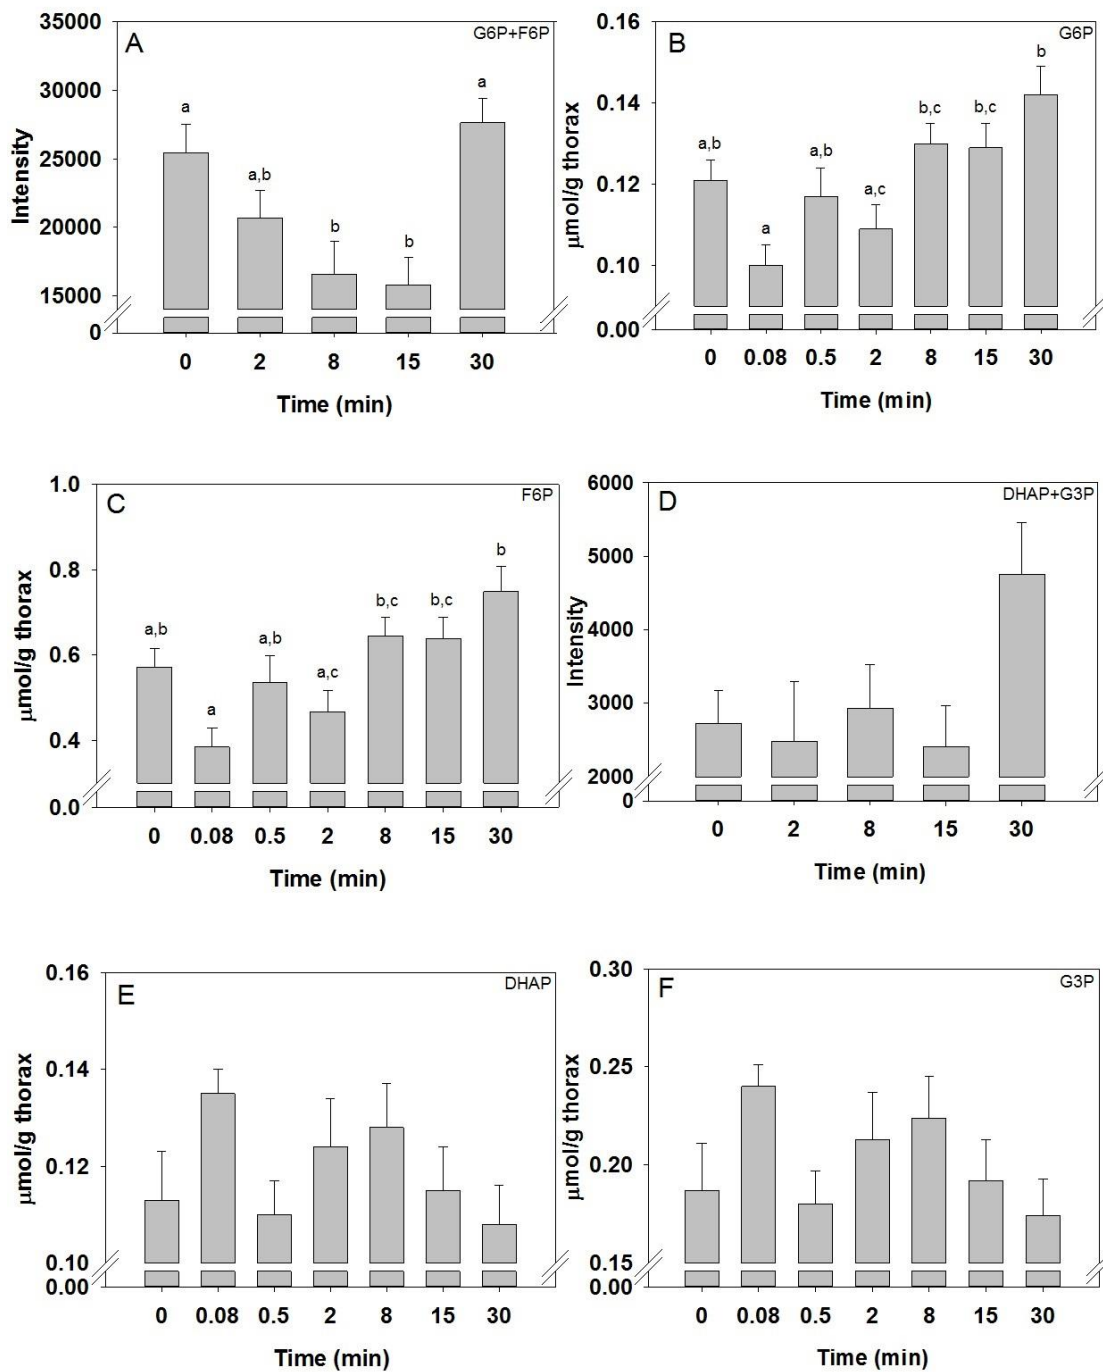 A
G6P+F6P
35000
30000
25000
20000
15000
0
Intensity
a
a,b
b
b
a
0 2 8 15 30
Time (min)
B
G6P
0.16
0.14
0.12
0.10
0.00
μmol/g thorax
a,b
a
a,b
a,c
b,c
b,c
b
0 0.08 0.5 2 8 15 30
Time (min)
C
F6P
1.0
0.8
0.6
0.4
0.0
μmol/g thorax
a,b
a
a,b
a,c
b,c
b,c
b
0 0.08 0.5 2 8 15 30
Time (min)
D
DHAP+G3P
6000
5000
4000
3000
2000
0
Intensity
0 2 8 15 30
Time (min)
E
DHAP
0.16
0.14
0.12
0.10
0.00
μmol/g thorax
0 0.08 0.5 2 8 15 30
Time (min)
F
G3P
0.30
0.25
0.20
0.15
0.00
μmol/g thorax
0 0.08 0.5 2 8 15 30
Time (min)